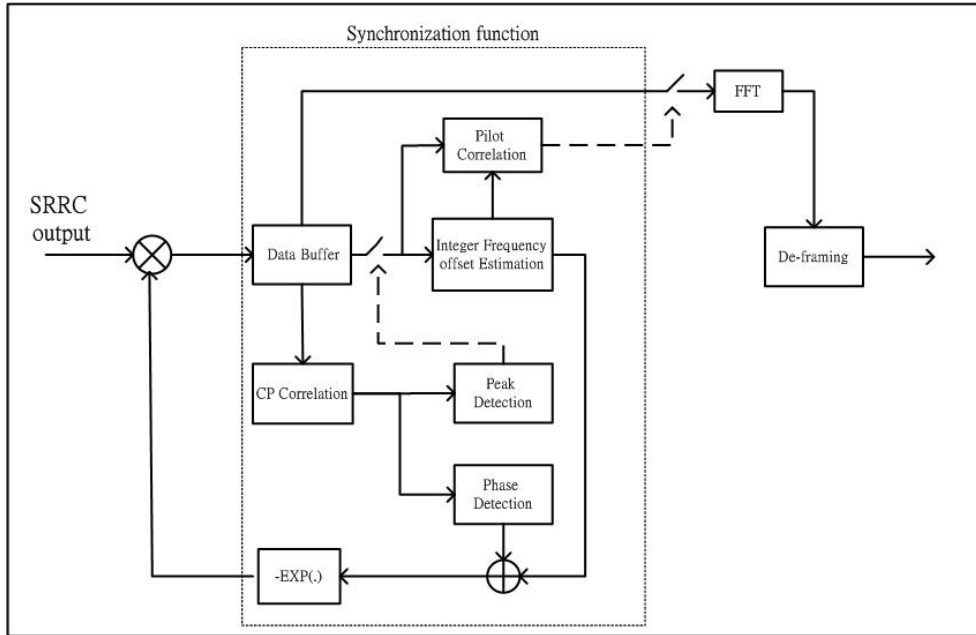 Synchronization function
FFT
Pilot
Correlation
SRRC
output
Data Buffer
Integer Frequency
offset Estimation
De-framing
CP Correlation
Peak
Detection
Phase
Detection
-EXP(.)